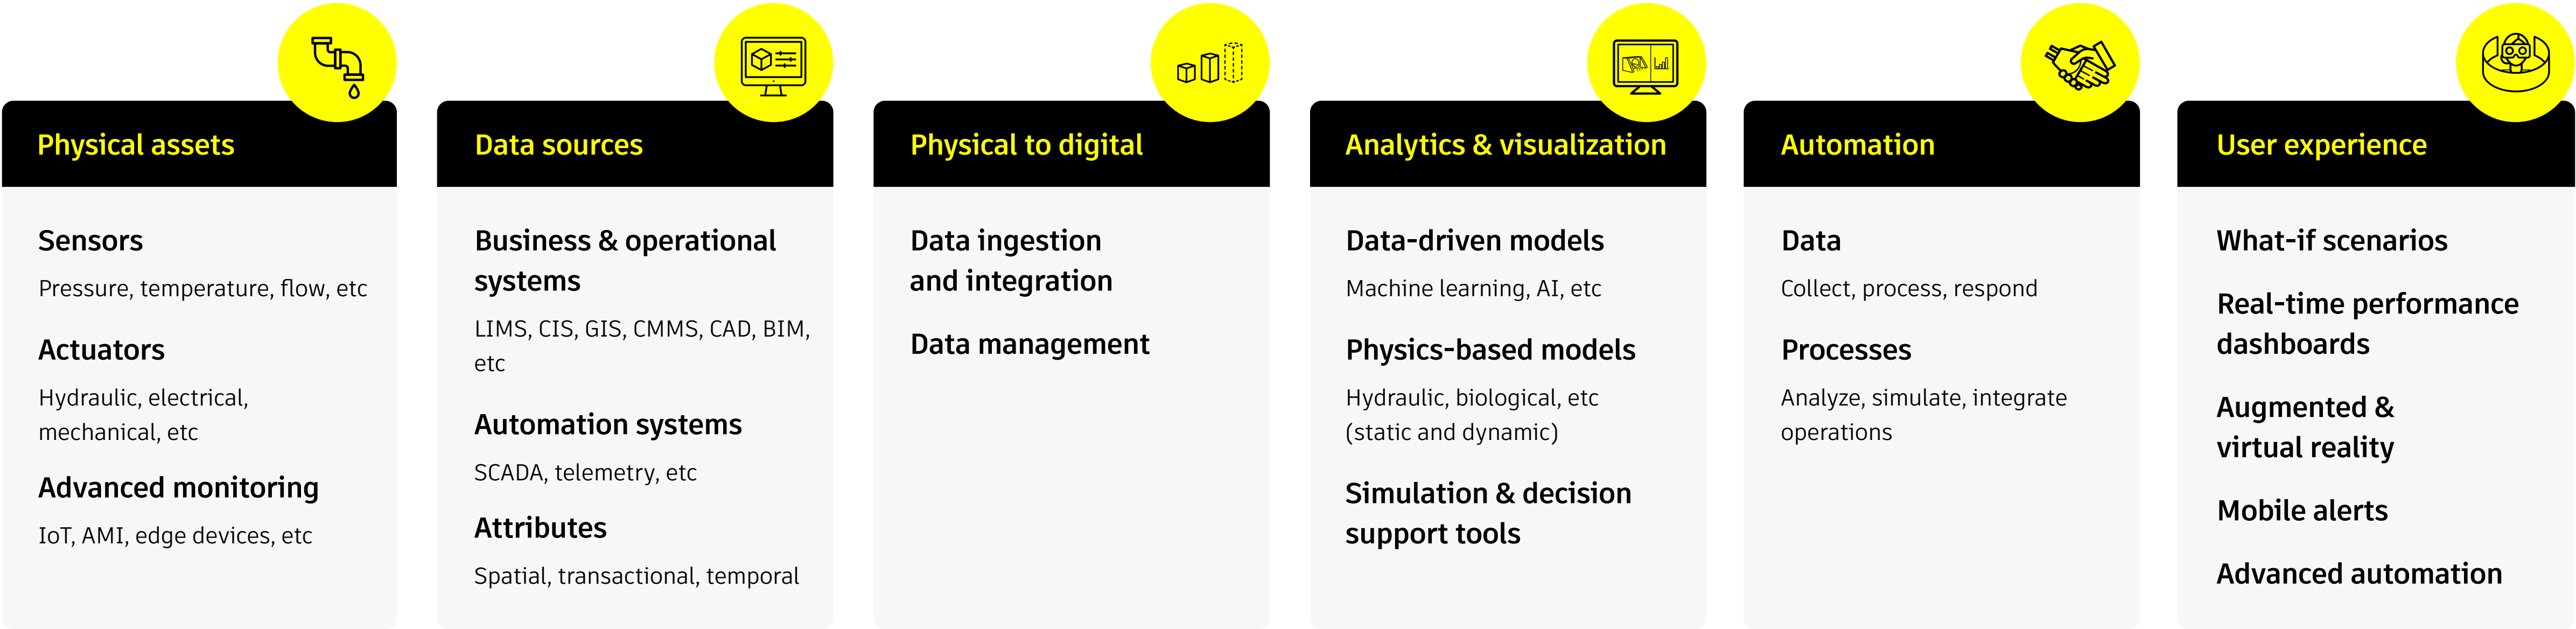 Physical assets
Sensors
Pressure, temperature, flow, etc
Actuators
Hydraulic, electrical,
mechanical, etc
Advanced monitoring
IoT, AMI, edge devices, etc
Data sources
Business & operational
systems
LIMS, CIS, GIS, CMMS, CAD, BIM,
etc
Automation systems
SCADA, telemetry, etc
Attributes
Spatial, transactional, temporal
Physical to digital
Data ingestion
and integration
Data management
Analytics & visualization
Data-driven models
Machine learning, AI, etc
Physics-based models
Hydraulic, biological, etc
(static and dynamic)
Simulation & decision
support tools
Automation
Data
Collect, process, respond
Processes
Analyze, simulate, integrate
operations
User experience
What-if scenarios
Real-time performance
dashboards
Augmented &
virtual reality
Mobile alerts
Advanced automation